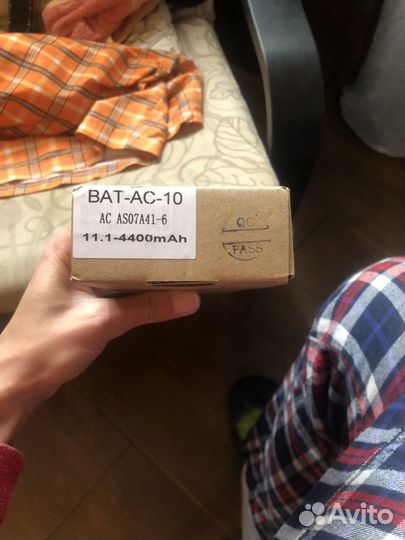 BAT-AC-10
AC AS07A41-6
11.1-4400mAh
QC
PASS
Avito